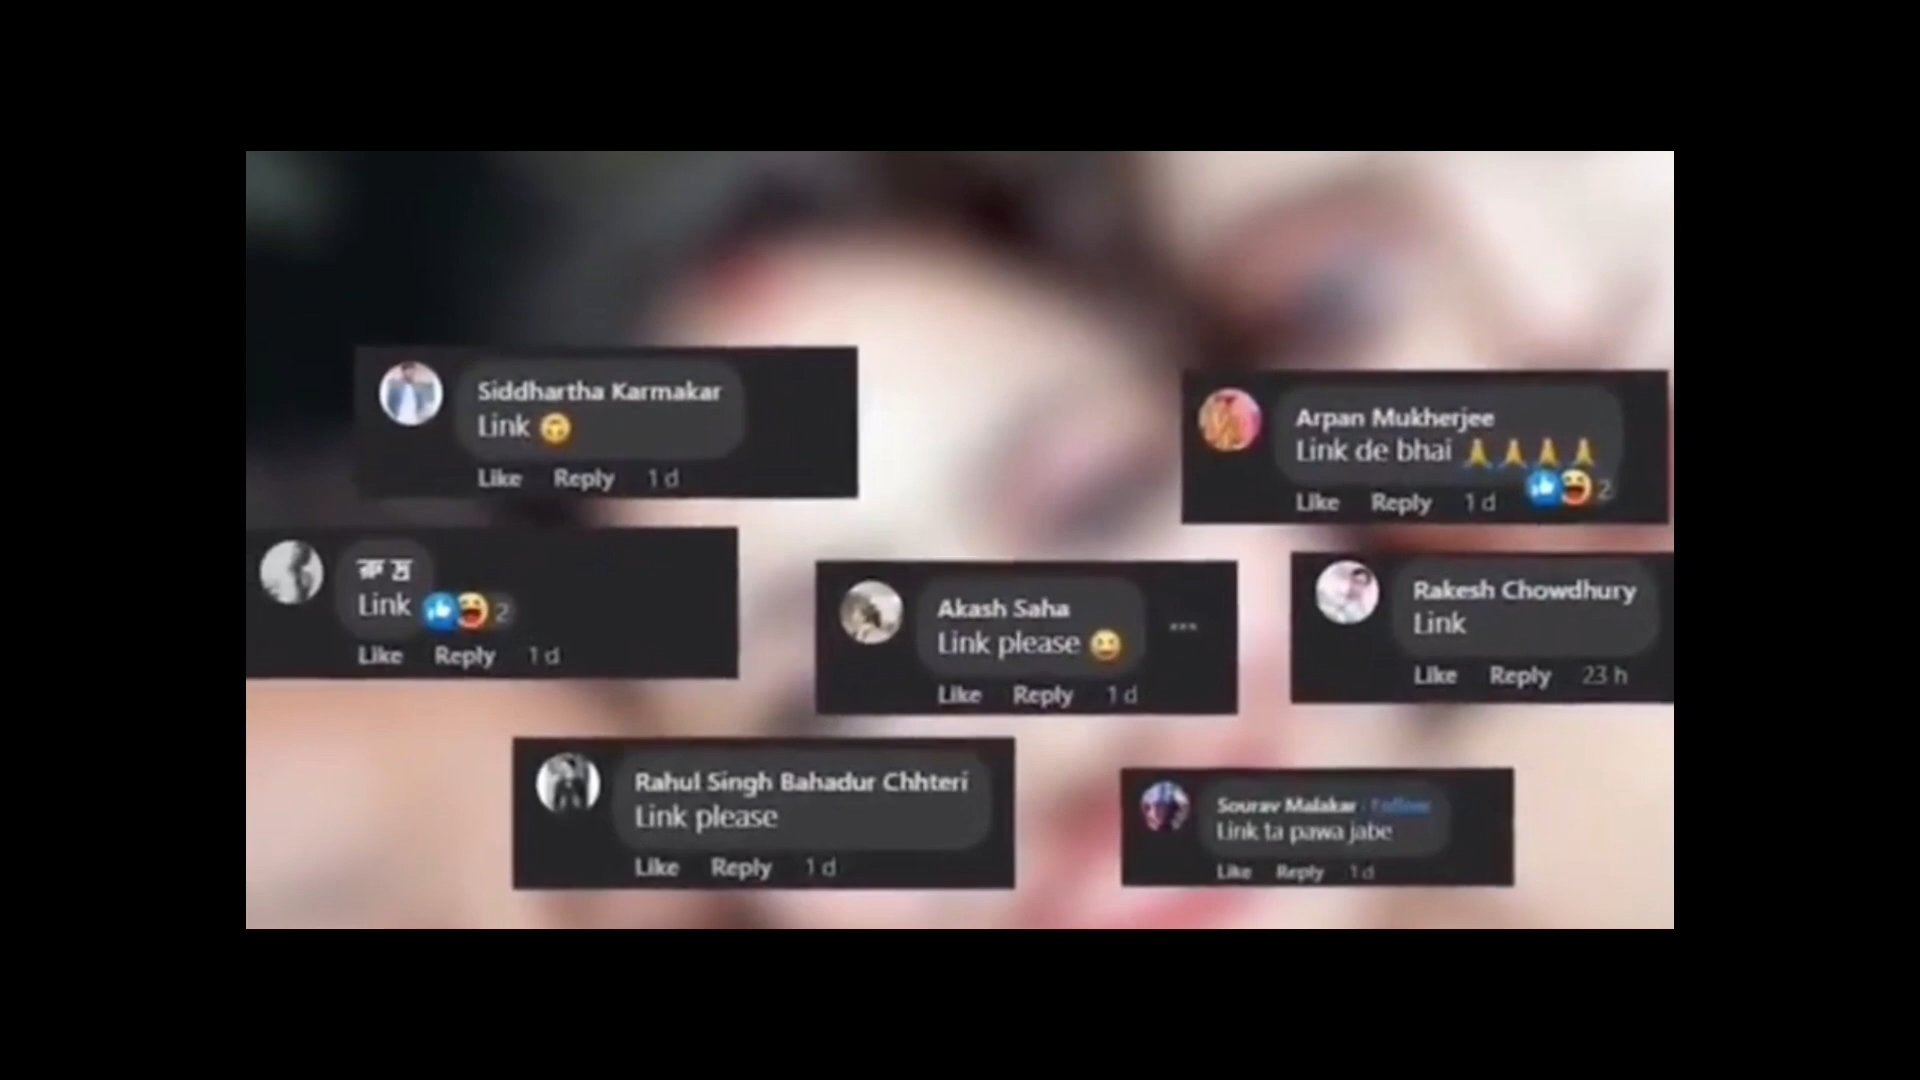 Siddhartha Karmakar
Link 🙃
Like Reply 1 d
Arpan Mukherjee
Link de bhai 🙏🙏🙏🙏
Like Reply 1 d 2
রুদ্র
Link 2
Like Reply 1 d
Akash Saha
Link please 😄
Like Reply 1 d
Rakesh Chowdhury
Link
Like Reply 23 h
Rahul Singh Bahadur Chhteri
Link please
Like Reply 1 d
Sourav Malakar · Follow
Link ta pawa jabe
Like Reply 1 d